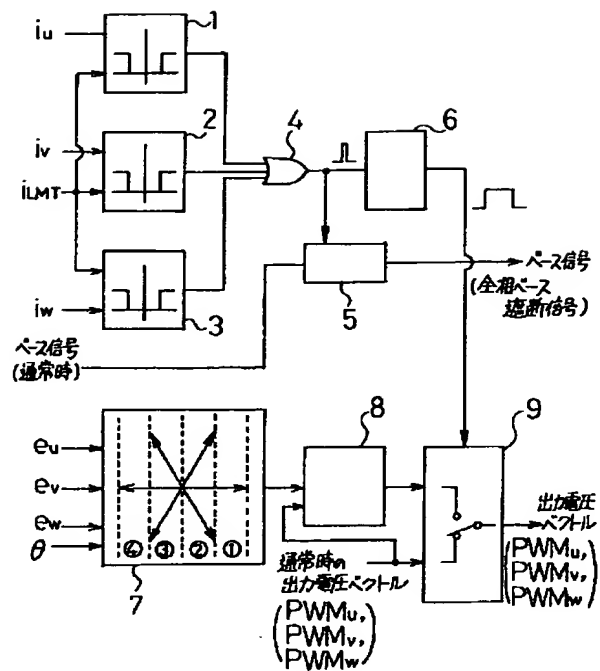 1
iu
2
iv
iLMT
4
6
ベース信号
(全相ベース
遮断信号)
5
iw
3
ベース信号
(通常時)
8
9
eu
ev
ew
θ
④ ③ ② ①
7
通常時の
出力電圧ベクトル
(PWMu,
PWMv,
PWMw)
出力電圧
ベクトル
(PWMu,
PWMv,
PWMw)